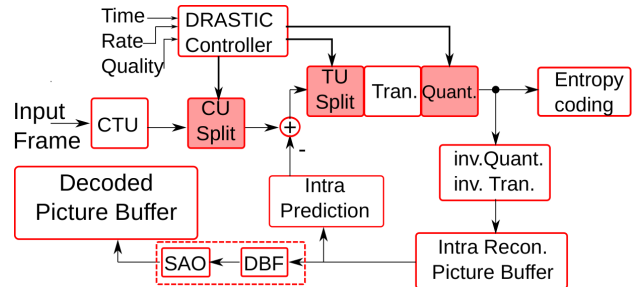 Time
Rate
Quality
DRASTIC
Controller
TU
Split
Tran.
Quant.
Entropy
coding
Input
Frame
CTU
CU
Split
+
-
inv.Quant.
inv. Tran.
Decoded
Picture Buffer
Intra
Prediction
SAO
DBF
Intra Recon.
Picture Buffer